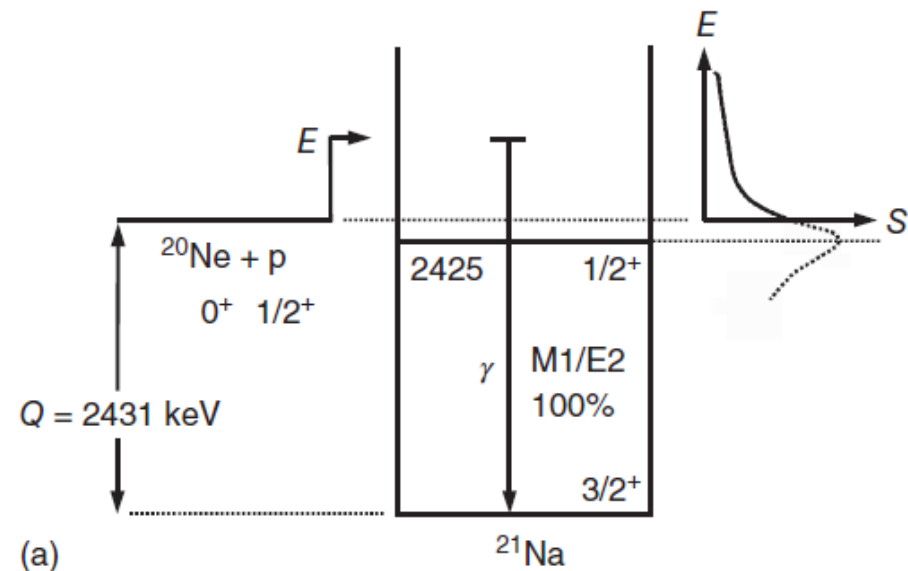 E
E
S
²⁰Ne + p
0⁺ 1/2⁺
2425 1/2⁺
γ
M1/E2
100%
Q = 2431 keV
3/2⁺
(a)
²¹Na